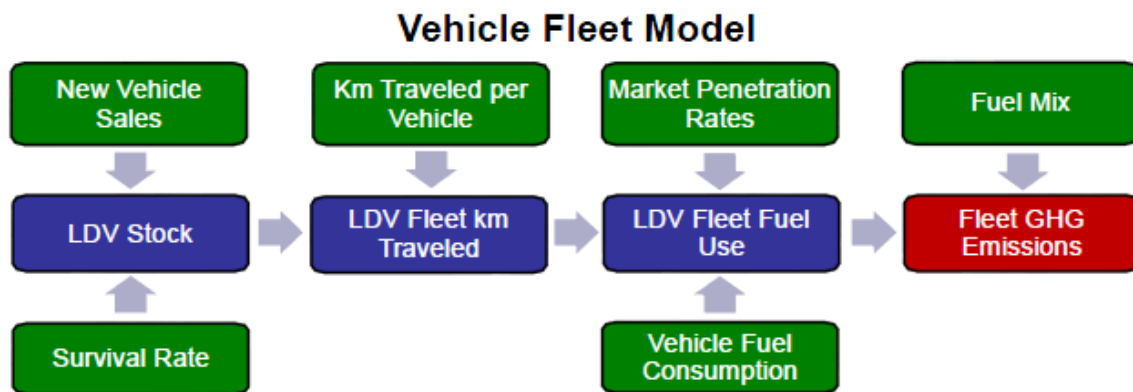 Vehicle Fleet Model
New Vehicle
Sales
Km Traveled per
Vehicle
Market Penetration
Rates
Fuel Mix
LDV Stock
LDV Fleet km
Traveled
LDV Fleet Fuel
Use
Fleet GHG
Emissions
Survival Rate
Vehicle Fuel
Consumption